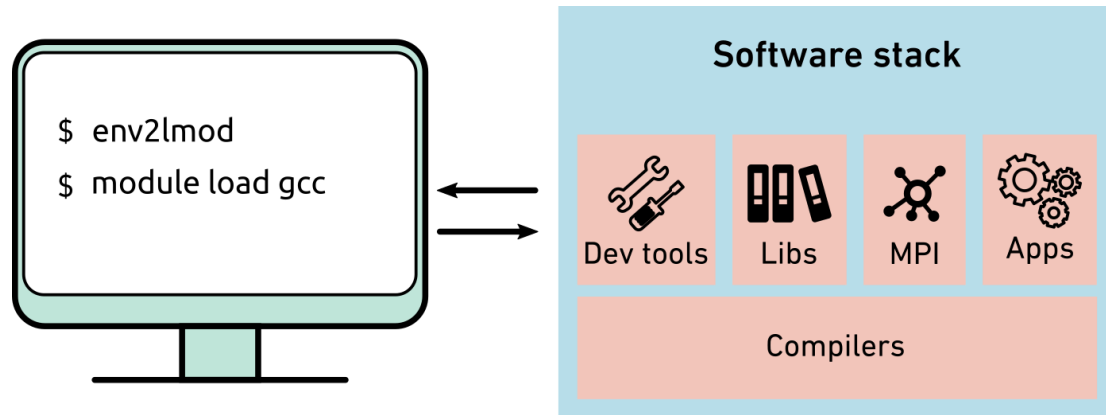 $ env2lmod
$ module load gcc
Software stack
Dev tools
Libs
MPI
Apps
Compilers